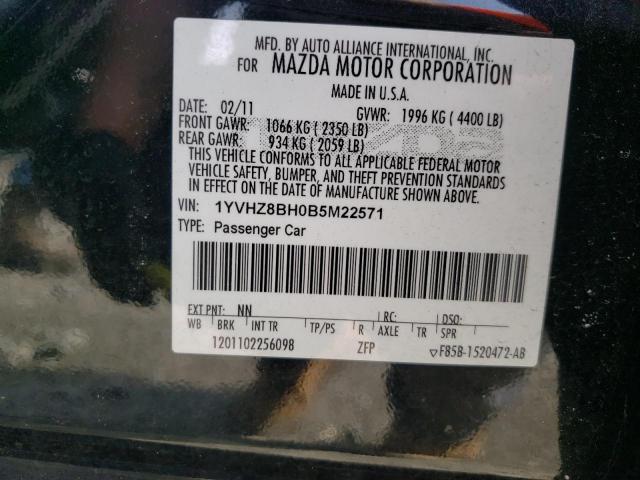 MFD. BY AUTO ALLIANCE INTERNATIONAL, INC.
FOR MAZDA MOTOR CORPORATION
MADE IN U.S.A.
DATE: 02/11 GVWR: 1996 KG ( 4400 LB)
FRONT GAWR: 1066 KG ( 2350 LB)
REAR GAWR: 934 KG ( 2059 LB)
THIS VEHICLE CONFORMS TO ALL APPLICABLE FEDERAL MOTOR
VEHICLE SAFETY, BUMPER, AND THEFT PREVENTION STANDARDS
IN EFFECT ON THE DATE OF MANUFACTURE SHOWN ABOVE.
VIN: 1YVHZ8BH0B5M22571
TYPE: Passenger Car
EXT PNT: NN RC: DSO:
WB BRK INT TR TP/PS R AXLE TR SPR
1201102256098 ZFP F85B-1520472-AB